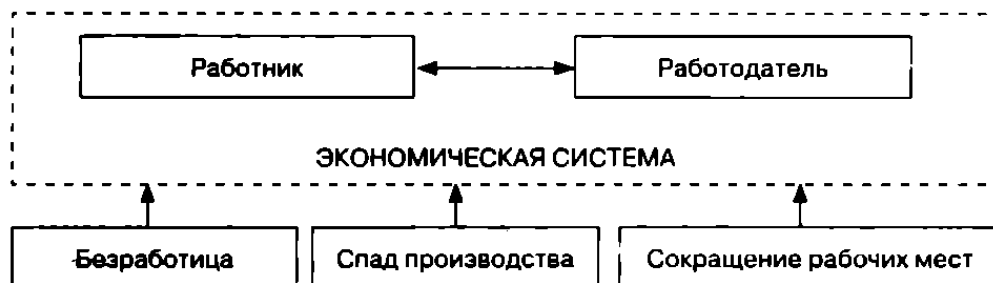 Работник
Работодатель
ЭКОНОМИЧЕСКАЯ СИСТЕМА
Безработица
Спад производства
Сокращение рабочих мест